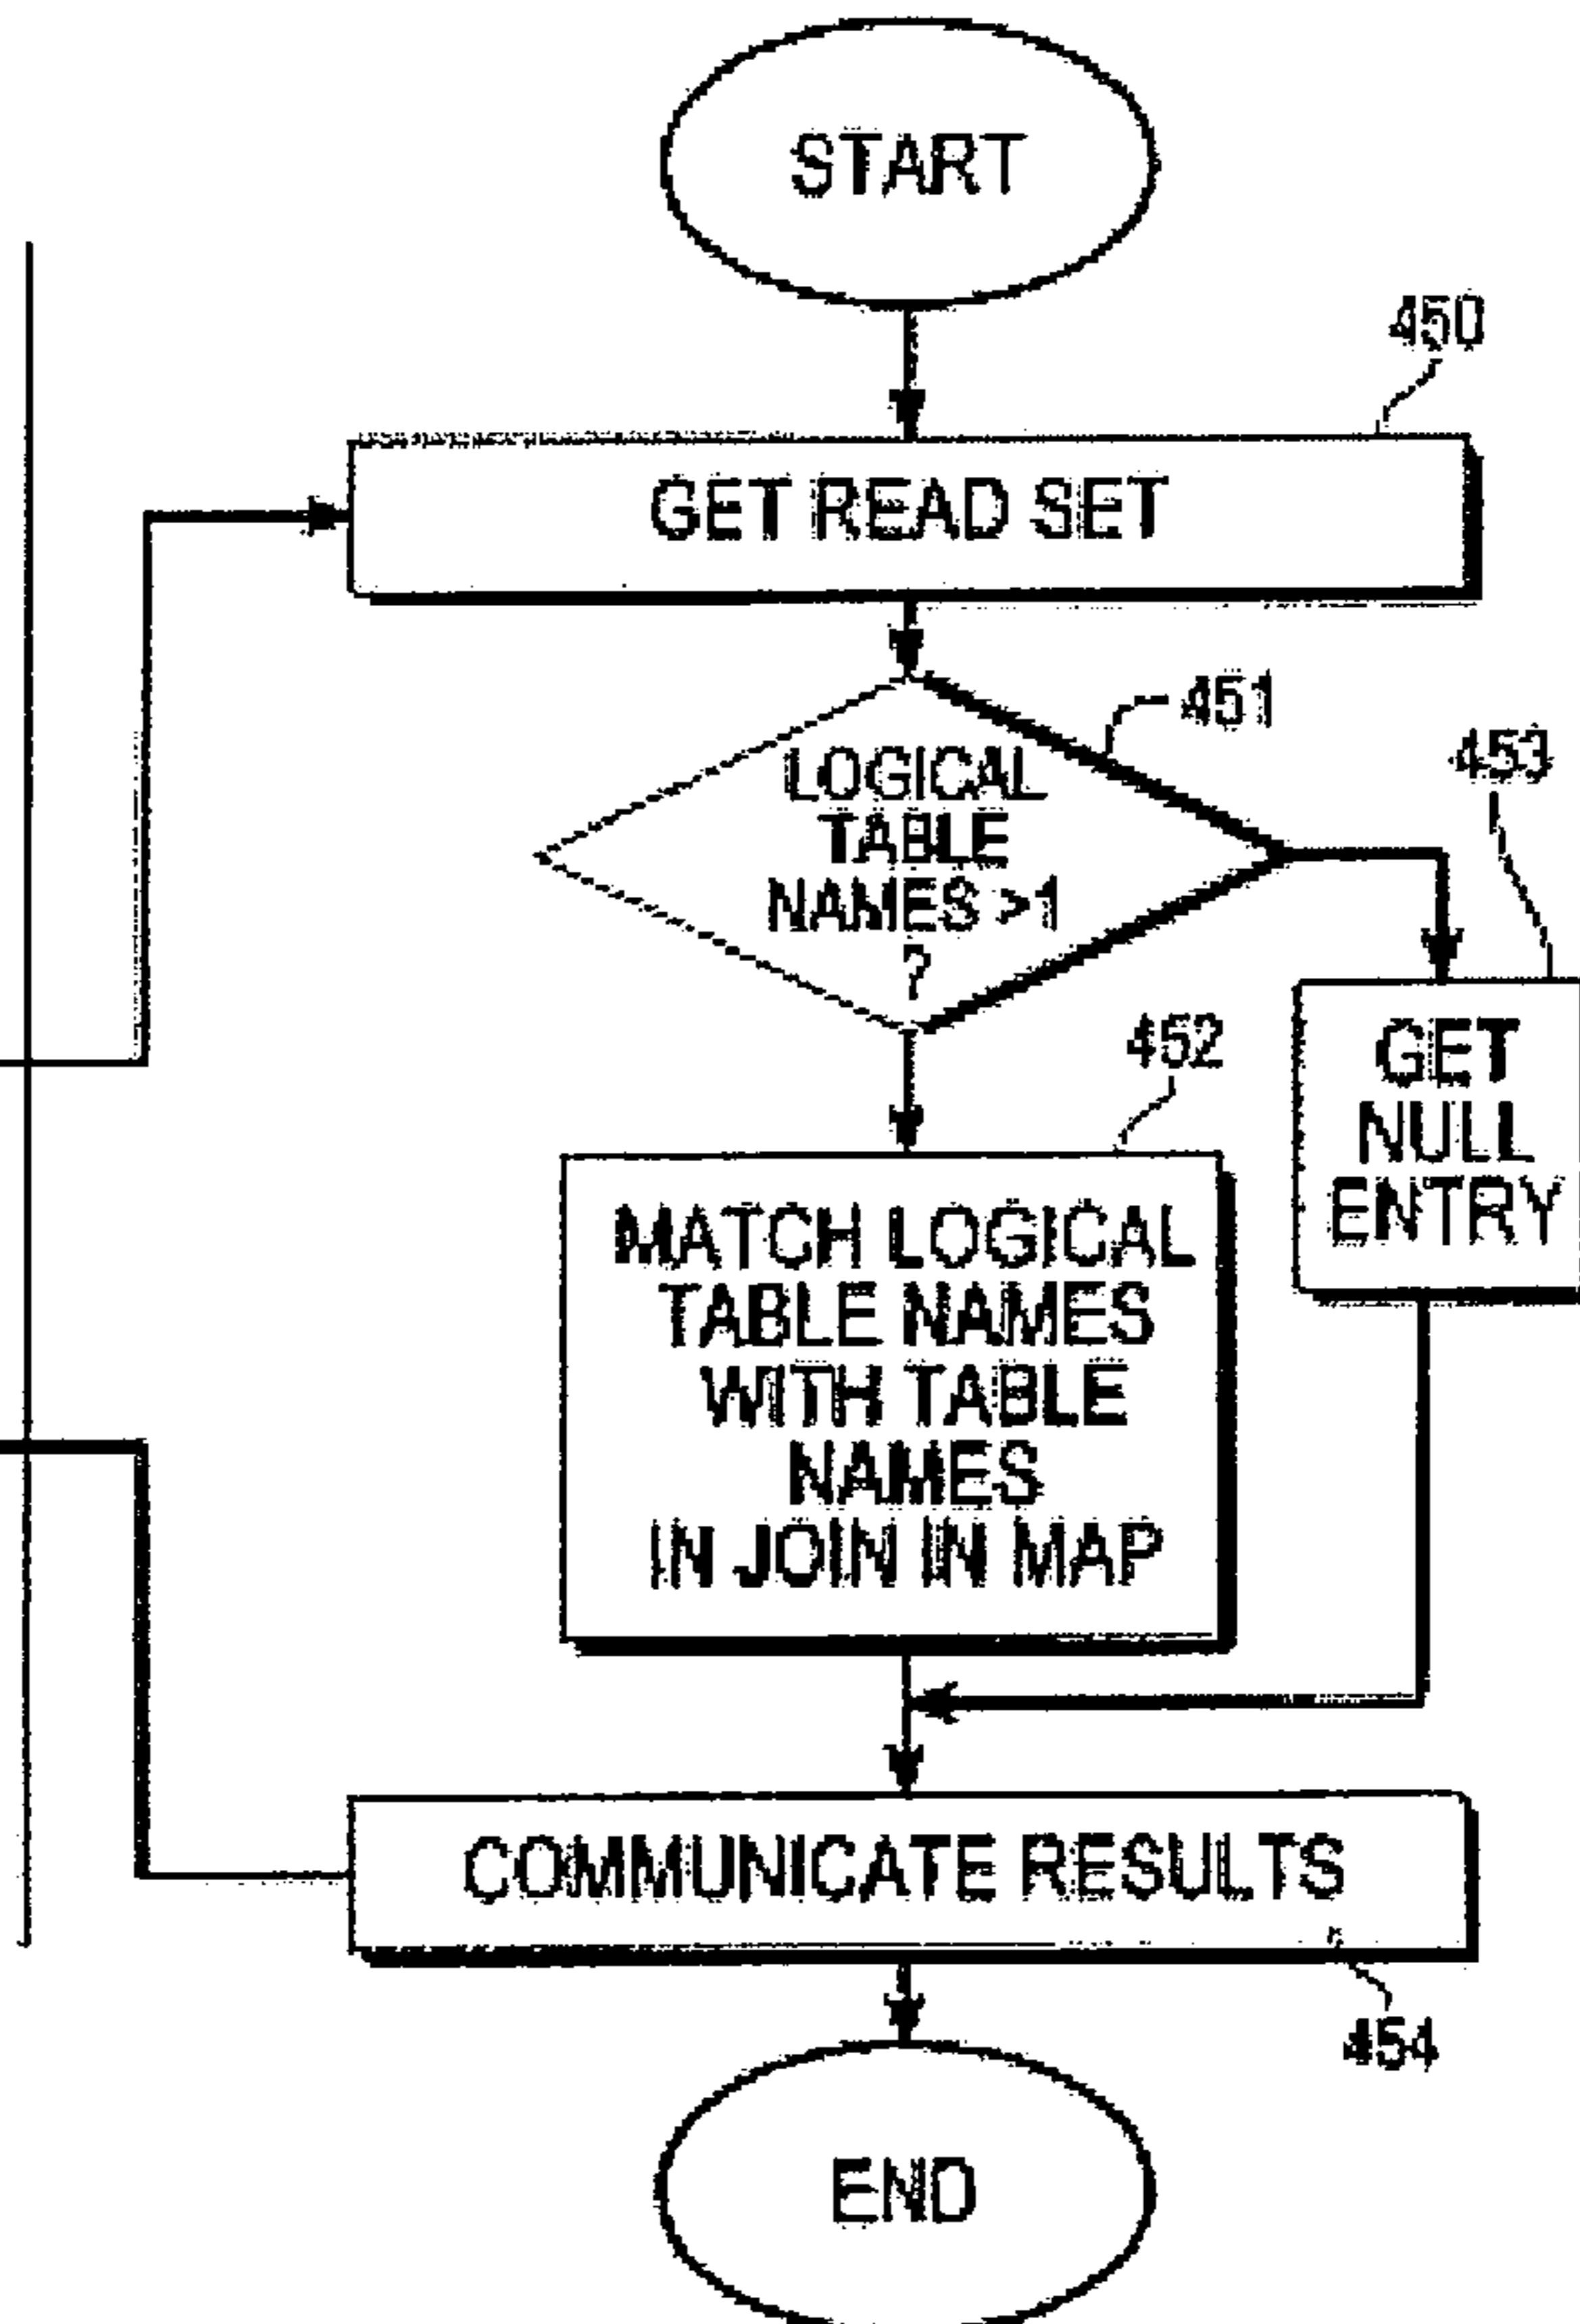 START
450
GET READ SET
451
LOGICAL
TABLE
NAMES >1
?
453
452
GET
NULL
ENTRY
MATCH LOGICAL
TABLE NAMES
WITH TABLE
NAMES
IN JOIN IN MAP
COMMUNICATE RESULTS
454
END